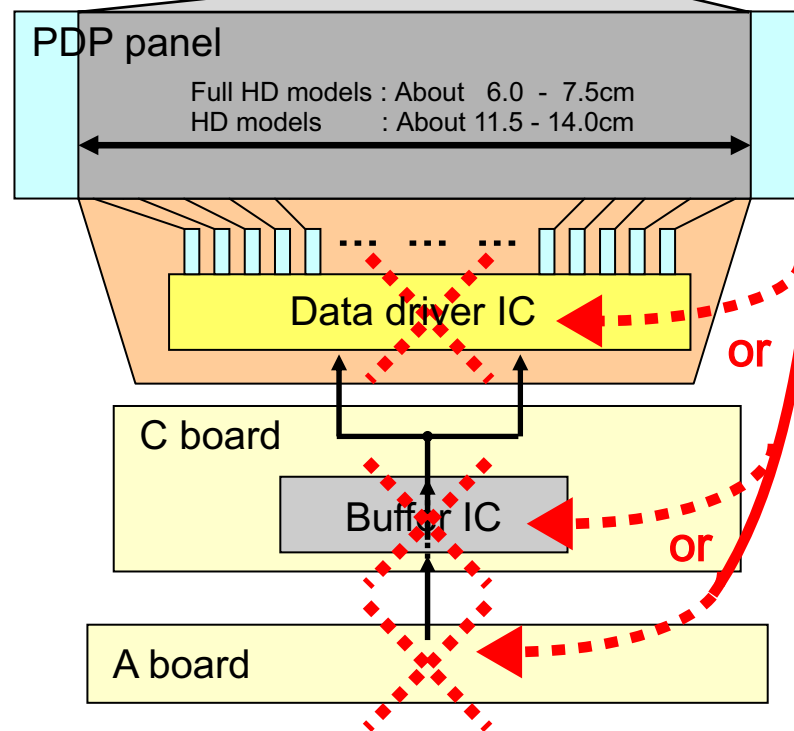 PDP panel
Full HD models : About 6.0 - 7.5cm
HD models : About 11.5 - 14.0cm
... ... ...
Data driver IC
or
C board
Buffer IC
or
A board